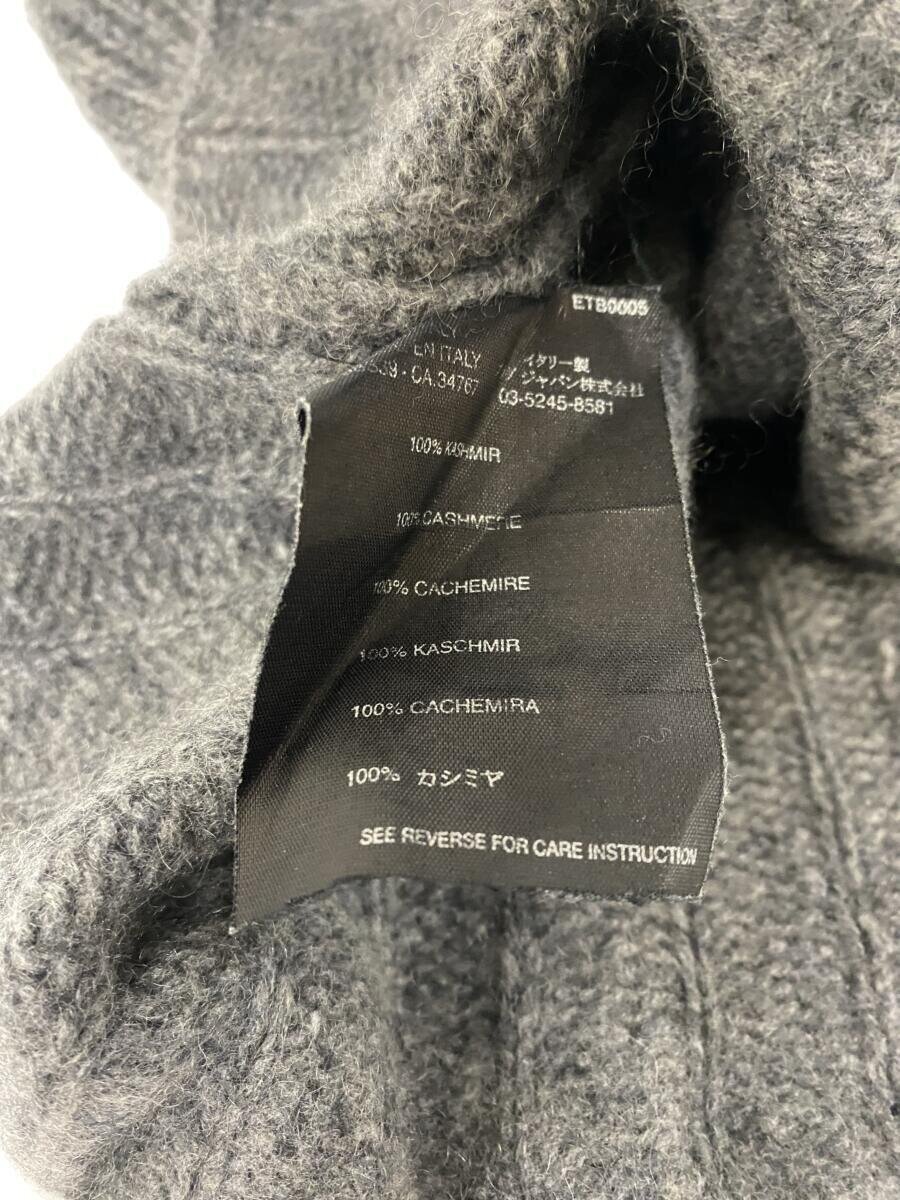 ETB0005
EN ITALY
CA.34767
イタリー製
ジャパン株式会社
03-5245-8581
100% KASHMIR
100% CASHMERE
100% CACHEMIRE
100% KASCHMIR
100% CACHEMIRA
100% カシミヤ
SEE REVERSE FOR CARE INSTRUCTION